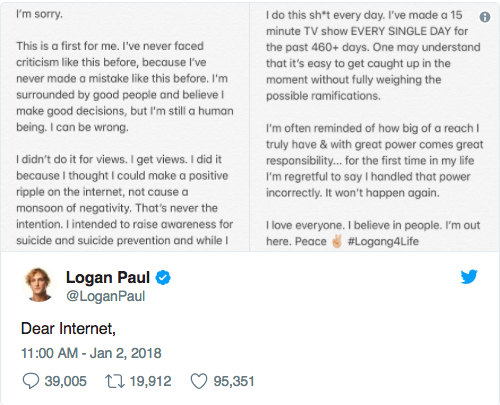 I'm sorry.
This is a first for me. I've never faced
criticism like this before, because I've
never made a mistake like this before. I'm
surrounded by good people and believe I
make good decisions, but I'm still a human
being. I can be wrong.
I didn't do it for views. I get views. I did it
because I thought I could make a positive
ripple on the internet, not cause a
monsoon of negativity. That's never the
intention. I intended to raise awareness for
suicide and suicide prevention and while I
I do this sh*t every day. I've made a 15
minute TV show EVERY SINGLE DAY for
the past 460+ days. One may understand
that it's easy to get caught up in the
moment without fully weighing the
possible ramifications.
I'm often reminded of how big of a reach I
truly have & with great power comes great
responsibility... for the first time in my life
I'm regretful to say I handled that power
incorrectly. It won't happen again.
I love everyone. I believe in people. I'm out
here. Peace ✌🏼 #Logang4Life
Logan Paul
@LoganPaul
Dear Internet,
11:00 AM - Jan 2, 2018
39,005 19,912 95,351